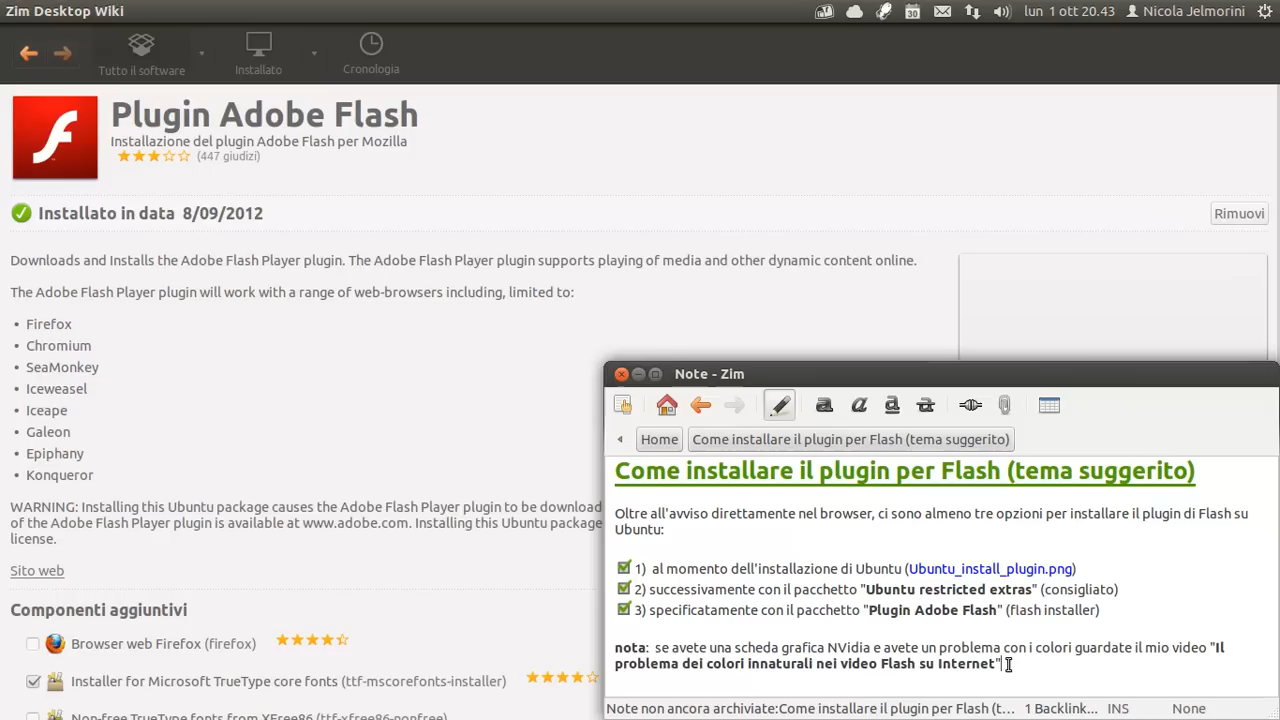 Zim Desktop Wiki
30
lun 1 ott 20.43
Nicola Jelmorini
Tutto il software
Installato
Cronologia
Plugin Adobe Flash
Installazione del plugin Adobe Flash per Mozilla
(447 giudizi)
Installato in data 8/09/2012
Rimuovi
Downloads and Installs the Adobe Flash Player plugin. The Adobe Flash Player plugin supports playing of media and other dynamic content online.
The Adobe Flash Player plugin will work with a range of web-browsers including, limited to:
• Firefox
• Chromium
• SeaMonkey
• Iceweasel
• Iceape
• Galeon
• Epiphany
• Konqueror
WARNING: Installing this Ubuntu package causes the Adobe Flash Player plugin to be download
of the Adobe Flash Player plugin is available at www.adobe.com. Installing this Ubuntu package
license.
Sito web
Componenti aggiuntivi
Browser web Firefox (firefox)
Installer for Microsoft TrueType core fonts (ttf-mscorefonts-installer)
Non-free TrueType fonts from XFree86 (ttf-xfree86-nonfree)
Note - Zim
Home
Come installare il plugin per Flash (tema suggerito)
Come installare il plugin per Flash (tema suggerito)
Oltre all'avviso direttamente nel browser, ci sono almeno tre opzioni per installare il plugin di Flash su
Ubuntu:
1) al momento dell'installazione di Ubuntu (Ubuntu_install_plugin.png)
2) successivamente con il pacchetto "Ubuntu restricted extras" (consigliato)
3) specificatamente con il pacchetto "Plugin Adobe Flash" (flash installer)
nota: se avete una scheda grafica NVidia e avete un problema con i colori guardate il mio video "Il
problema dei colori innaturali nei video Flash su Internet"
Note non ancora archiviate:Come installare il plugin per Flash (t...
1 Backlink...
INS
None